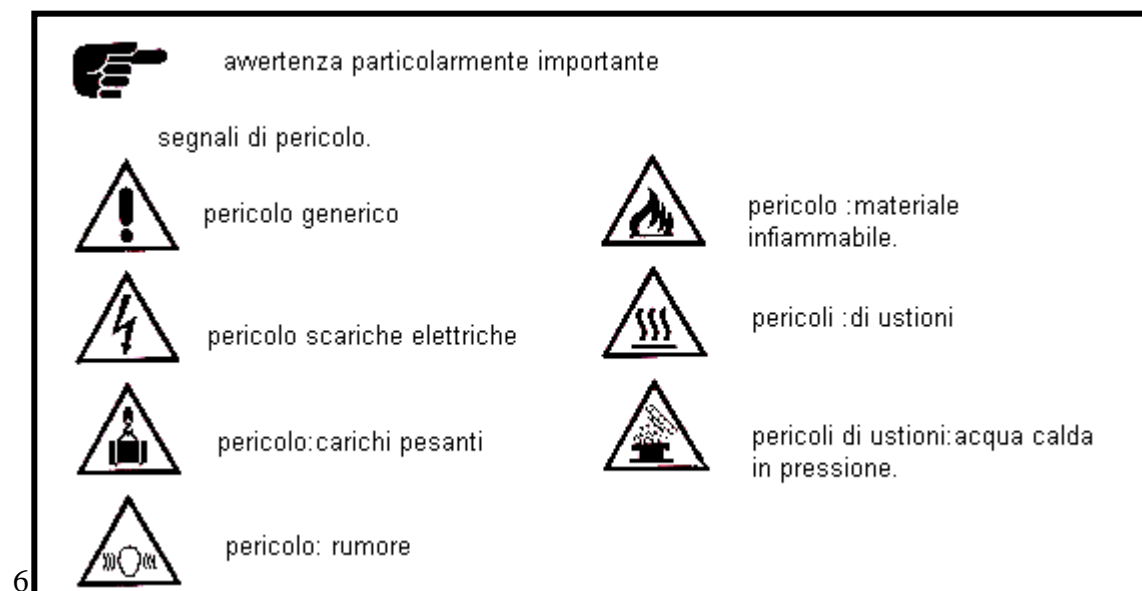 avvertenza particolarmente importante
segnali di pericolo.
pericolo generico
pericolo scariche elettriche
pericolo:carichi pesanti
pericolo: rumore
pericolo :materiale
infiammabile.
pericoli :di ustioni
pericoli di ustioni:acqua calda
in pressione.
6